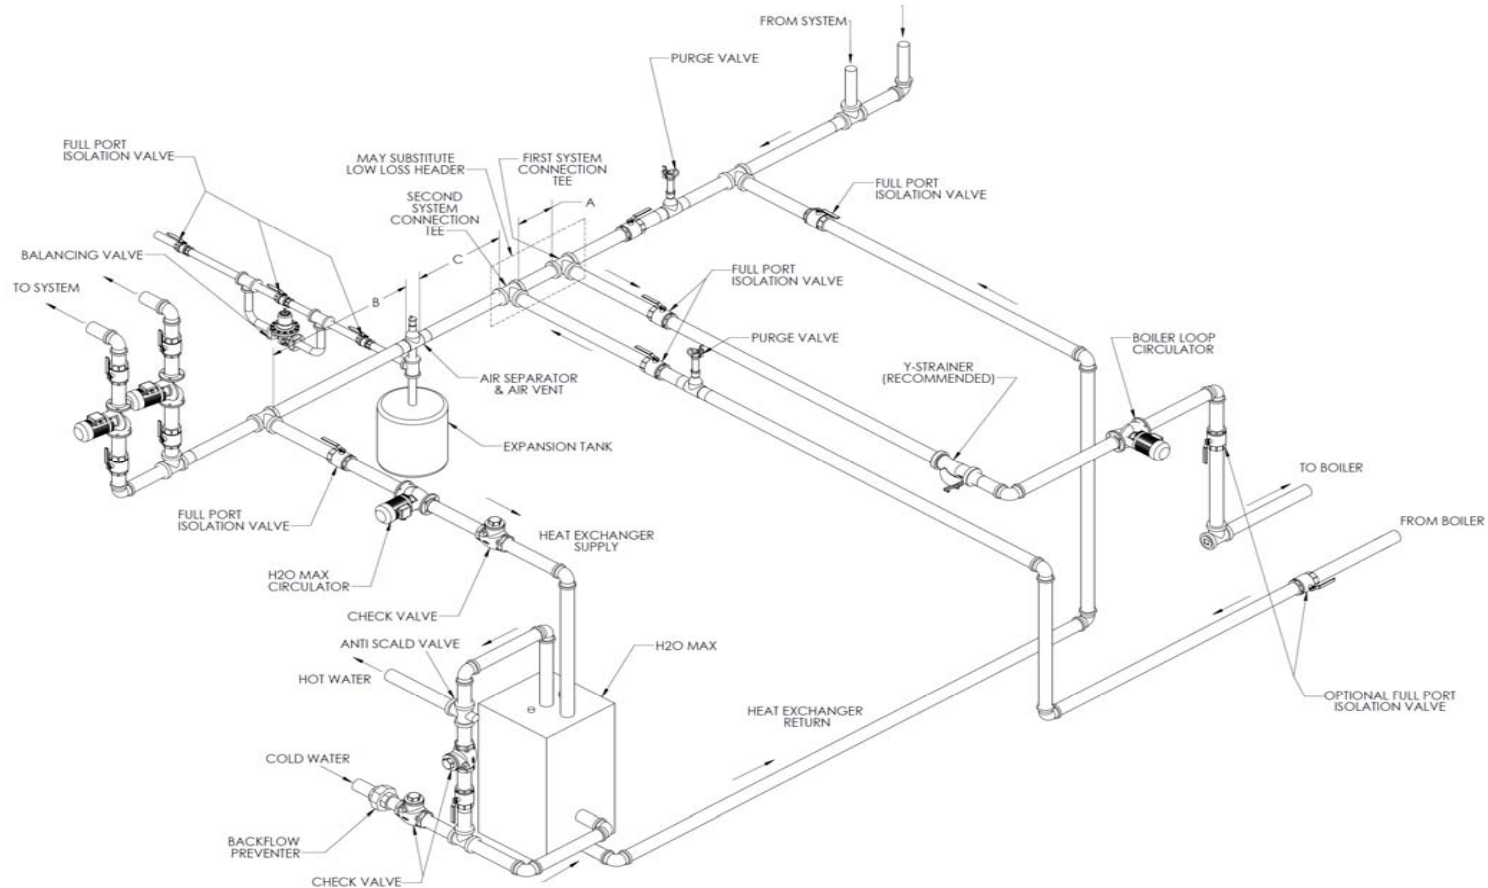 FROM SYSTEM
PURGE VALVE
FULL PORT
ISOLATION VALVE
MAY SUBSTITUTE
LOW LOSS HEADER
FIRST SYSTEM
CONNECTION
TEE
SECOND
SYSTEM
CONNECTION
TEE
A
FULL PORT
ISOLATION VALVE
BALANCING VALVE
C
FULL PORT
ISOLATION VALVE
TO SYSTEM
B
PURGE VALVE
BOILER LOOP
CIRCULATOR
Y-STRAINER
(RECOMMENDED)
AIR SEPARATOR
& AIR VENT
EXPANSION TANK
TO BOILER
FULL PORT
ISOLATION VALVE
FROM BOILER
HEAT EXCHANGER
SUPPLY
H2O MAX
CIRCULATOR
CHECK VALVE
ANTI SCALD VALVE
H2O MAX
HOT WATER
OPTIONAL FULL PORT
ISOLATION VALVE
HEAT EXCHANGER
RETURN
COLD WATER
BACKFLOW
PREVENTER
CHECK VALVE